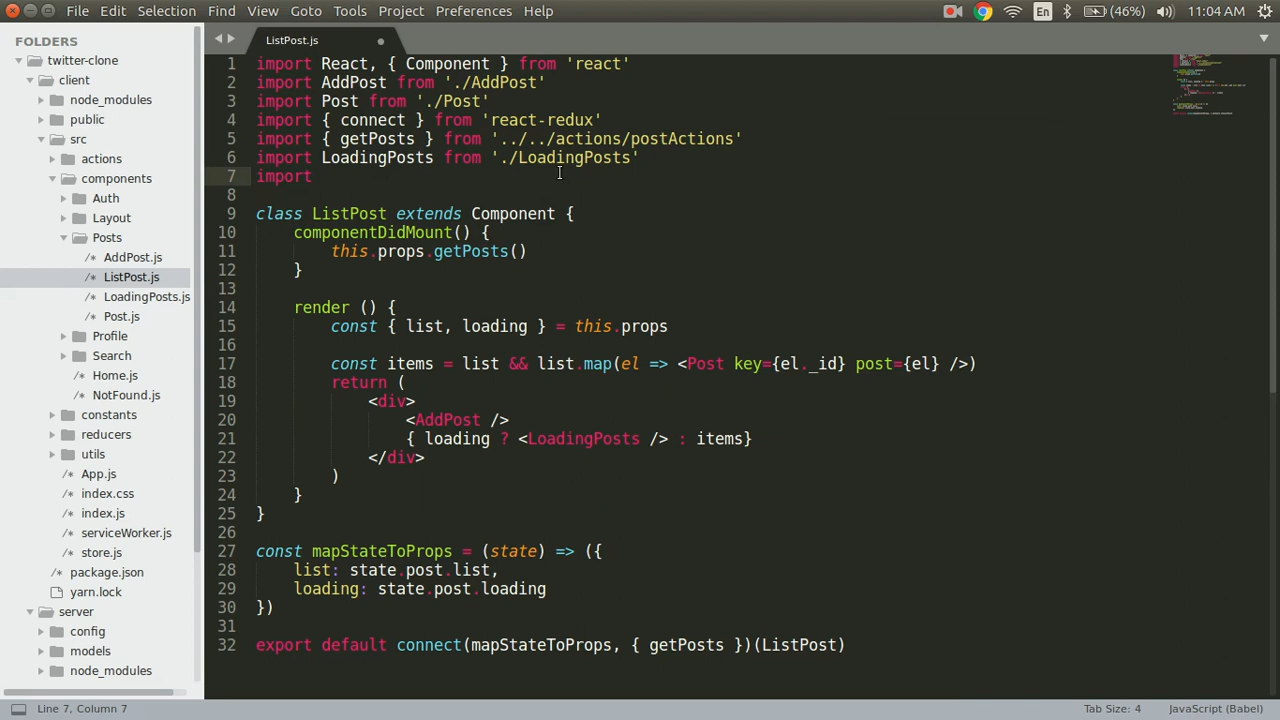 File Edit Selection Find View Goto Tools Project Preferences Help
En (46%) 11:04 AM
FOLDERS
twitter-clone
client
node_modules
public
src
actions
components
Auth
Layout
Posts
AddPost.js
ListPost.js
LoadingPosts.js
Post.js
Profile
Search
Home.js
NotFound.js
constants
reducers
utils
App.js
index.css
index.js
serviceWorker.js
store.js
package.json
yarn.lock
server
config
models
node_modules
ListPost.js
1 import React, { Component } from 'react'
2 import AddPost from './AddPost'
3 import Post from './Post'
4 import { connect } from 'react-redux'
5 import { getPosts } from '../../actions/postActions'
6 import LoadingPosts from './LoadingPosts'
7 import
8
9 class ListPost extends Component {
10 componentDidMount() {
11 this.props.getPosts()
12 }
13
14 render () {
15 const { list, loading } = this.props
16
17 const items = list && list.map(el => <Post key={el._id} post={el} />)
18 return (
19 <div>
20 <AddPost />
21 { loading ? <LoadingPosts /> : items}
22 </div>
23 )
24 }
25 }
26
27 const mapStateToProps = (state) => ({
28 list: state.post.list,
29 loading: state.post.loading
30 })
31
32 export default connect(mapStateToProps, { getPosts })(ListPost)
Line 7, Column 7 Tab Size: 4 JavaScript (Babel)